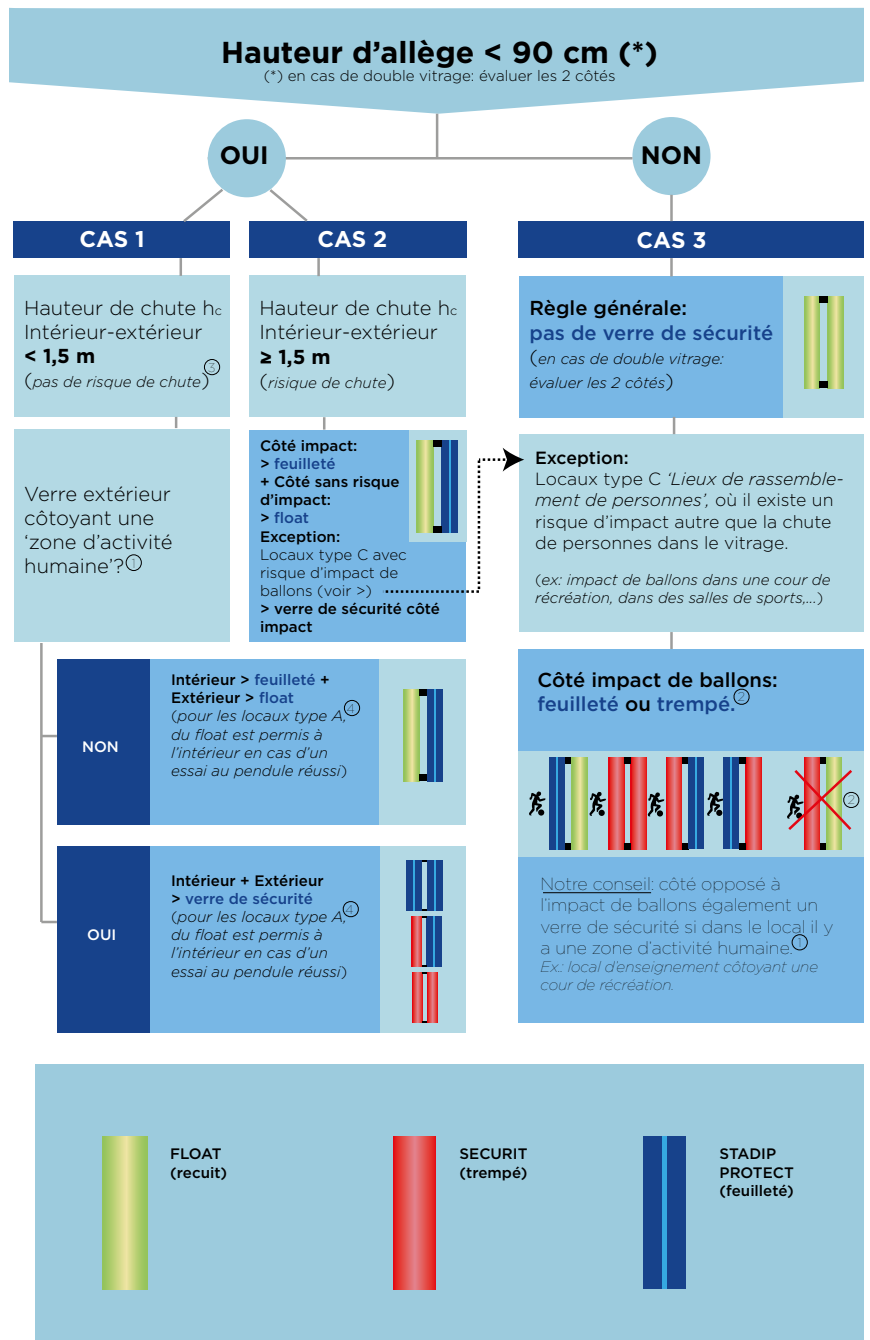 Hauteur d’allège < 90 cm (*)
(*) en cas de double vitrage: évaluer les 2 côtés
OUI
NON
CAS 1
CAS 2
CAS 3
Hauteur de chute hc
Intérieur-extérieur
< 1,5 m
(pas de risque de chute)③
Hauteur de chute hc
Intérieur-extérieur
≥ 1,5 m
(risique de chute)
Règle générale:
pas de verre de sécurité
(en cas de double vitrage:
évaluer les 2 côtés)
Verre extérieur
côtoyant une
‘zone d’activité
humaine’?①
Côté impact:
> feuilleté
+ Côté sans risque
d’impact:
> float
Exception:
Locaux type C avec
risque d’impact de
ballons (voir >)
> verre de sécurité côté
impact
Exception:
Locaux type C ‘Lieux de rassemble-
ment de personnes’, où il existe un
risque d’impact autre que la chute
de personnes dans le vitrage.
(ex: impact de ballons dans une cour de
récréation, dans des salles de sports,...)
NON
Intérieur > feuilleté +
Extérieur > float
(pour les locaux type A,④
du float est permis à
l’intérieur en cas d’un
essai au pendule réussi)
OUI
Intérieur + Extérieur
> verre de sécurité
(pour les locaux type A,④
du float est permis à
l’intérieur en cas d’un
essai au pendule réussi)
Côté impact de ballons:
feuilleté ou trempé.②
②
Notre conseil: côté opposé à
l’impact de ballons également un
verre de sécurité si dans le local il y
a une zone d’activité humaine.①
Ex.: local d’enseignement côtoyant une
cour de récréation.
FLOAT
(recuit)
SECURIT
(trempé)
STADIP
PROTECT
(feuilleté)